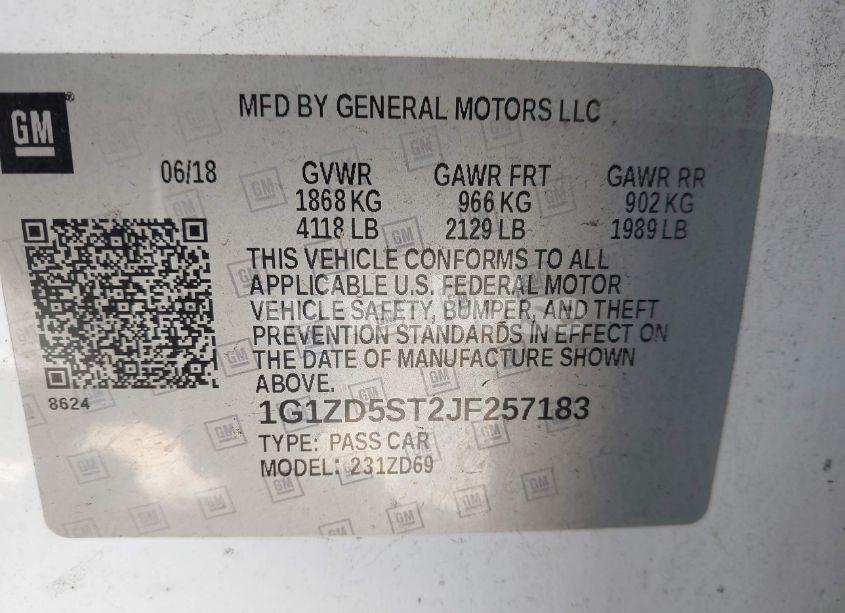 GM
MFD BY GENERAL MOTORS LLC
06/18 GVWR GAWR FRT GAWR RR
1868 KG 966 KG 902 KG
4118 LB 2129 LB 1989 LB
THIS VEHICLE CONFORMS TO ALL
APPLICABLE U.S. FEDERAL MOTOR
VEHICLE SAFETY, BUMPER, AND THEFT
PREVENTION STANDARDS IN EFFECT ON
THE DATE OF MANUFACTURE SHOWN
ABOVE.
8624
1G1ZD5ST2JF257183
TYPE: PASS CAR
MODEL: 231ZD69